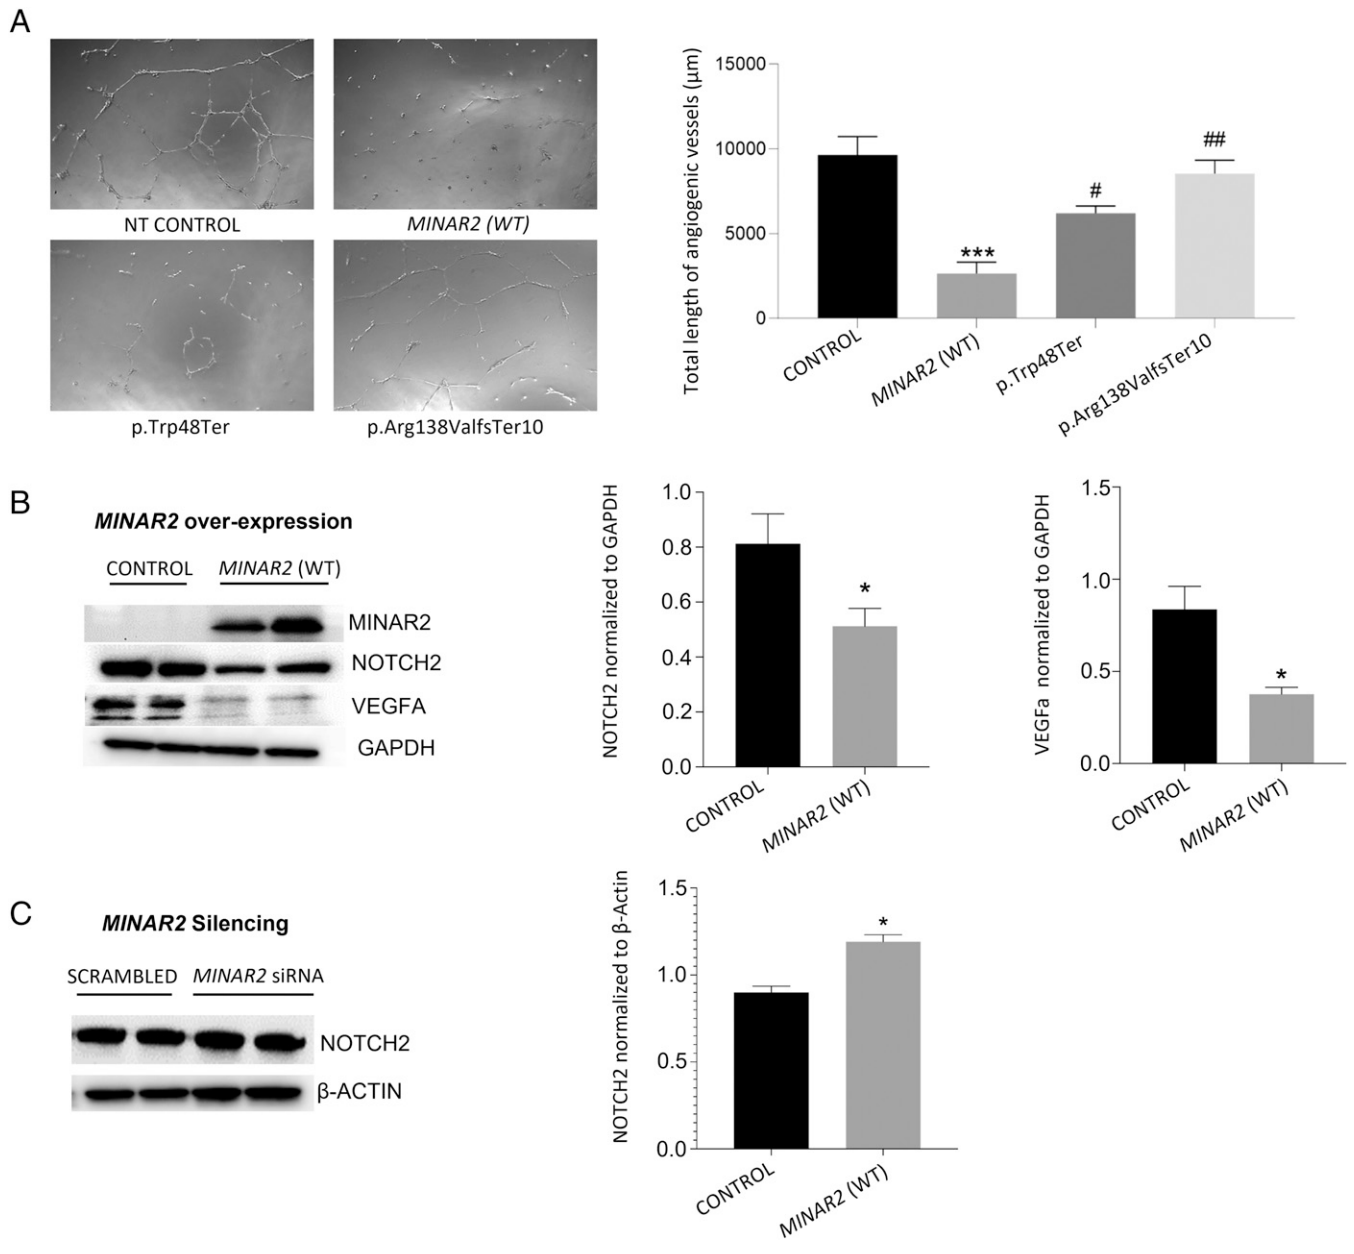 A
NT CONTROL
MINAR2 (WT)
p.Trp48Ter
p.Arg138ValfsTer10
Total length of angiogenic vessels (μm)
15000
10000
5000
0
***
#
##
CONTROL
MINAR2 (WT)
p.Trp48Ter
p.Arg138ValfsTer10
B
MINAR2 over-expression
CONTROL
MINAR2 (WT)
MINAR2
NOTCH2
VEGFA
GAPDH
NOTCH2 normalized to GAPDH
1.0
0.8
0.6
0.4
0.2
0.0
*
CONTROL
MINAR2 (WT)
VEGFa normalized to GAPDH
1.5
1.0
0.5
0.0
*
CONTROL
MINAR2 (WT)
C
MINAR2 Silencing
SCRAMBLED
MINAR2 siRNA
NOTCH2
β-ACTIN
NOTCH2 normalized to β-Actin
1.5
1.0
0.5
0.0
*
CONTROL
MINAR2 (WT)